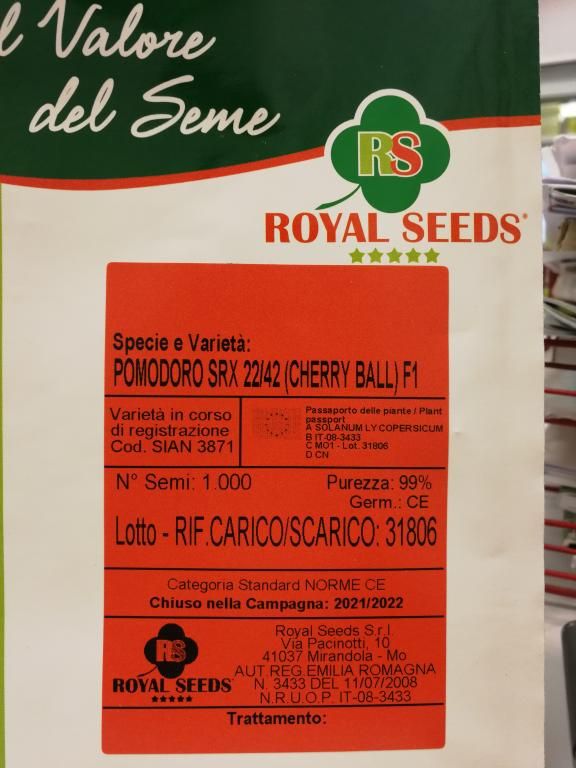 l Valore
del Seme
RS
ROYAL SEEDS®
Specie e Varietà:
POMODORO SRX 22/42 (CHERRY BALL) F1
Varietà in corso
di registrazione
Cod. SIAN 3871
Passaporto delle piante / Plant
passport
A SOLANUM LYCOPERSICUM
B IT-08-3433
C MO1 - Lot. 31806
D CN
N° Semi: 1.000
Purezza: 99%
Germ.: CE
Lotto - RIF.CARICO/SCARICO: 31806
Categoria Standard NORME CE
Chiuso nella Campagna: 2021/2022
RS
ROYAL SEEDS
Royal Seeds S.r.l.
Via Pacinotti, 10
41037 Mirandola - Mo
AUT.REG.EMILIA ROMAGNA
N. 3433 DEL 11/07/2008
N.R.U.O.P. IT-08-3433
Trattamento: